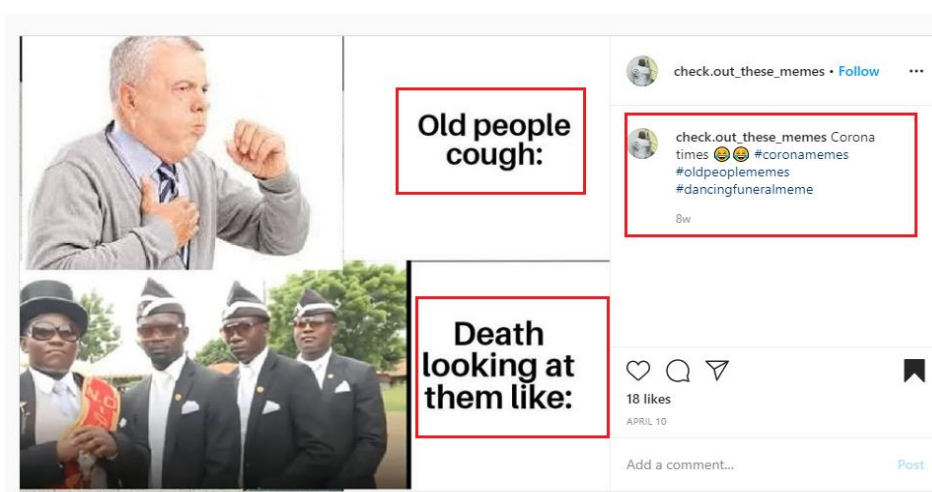 Old people
cough:
Death
looking at
them like:
check.out_these_memes • Follow
check.out_these_memes Corona
times 😂😂 #coronamemes
#oldpeoplememes
#dancingfuneralmeme
8w
18 likes
APRIL 10
Add a comment...
Post